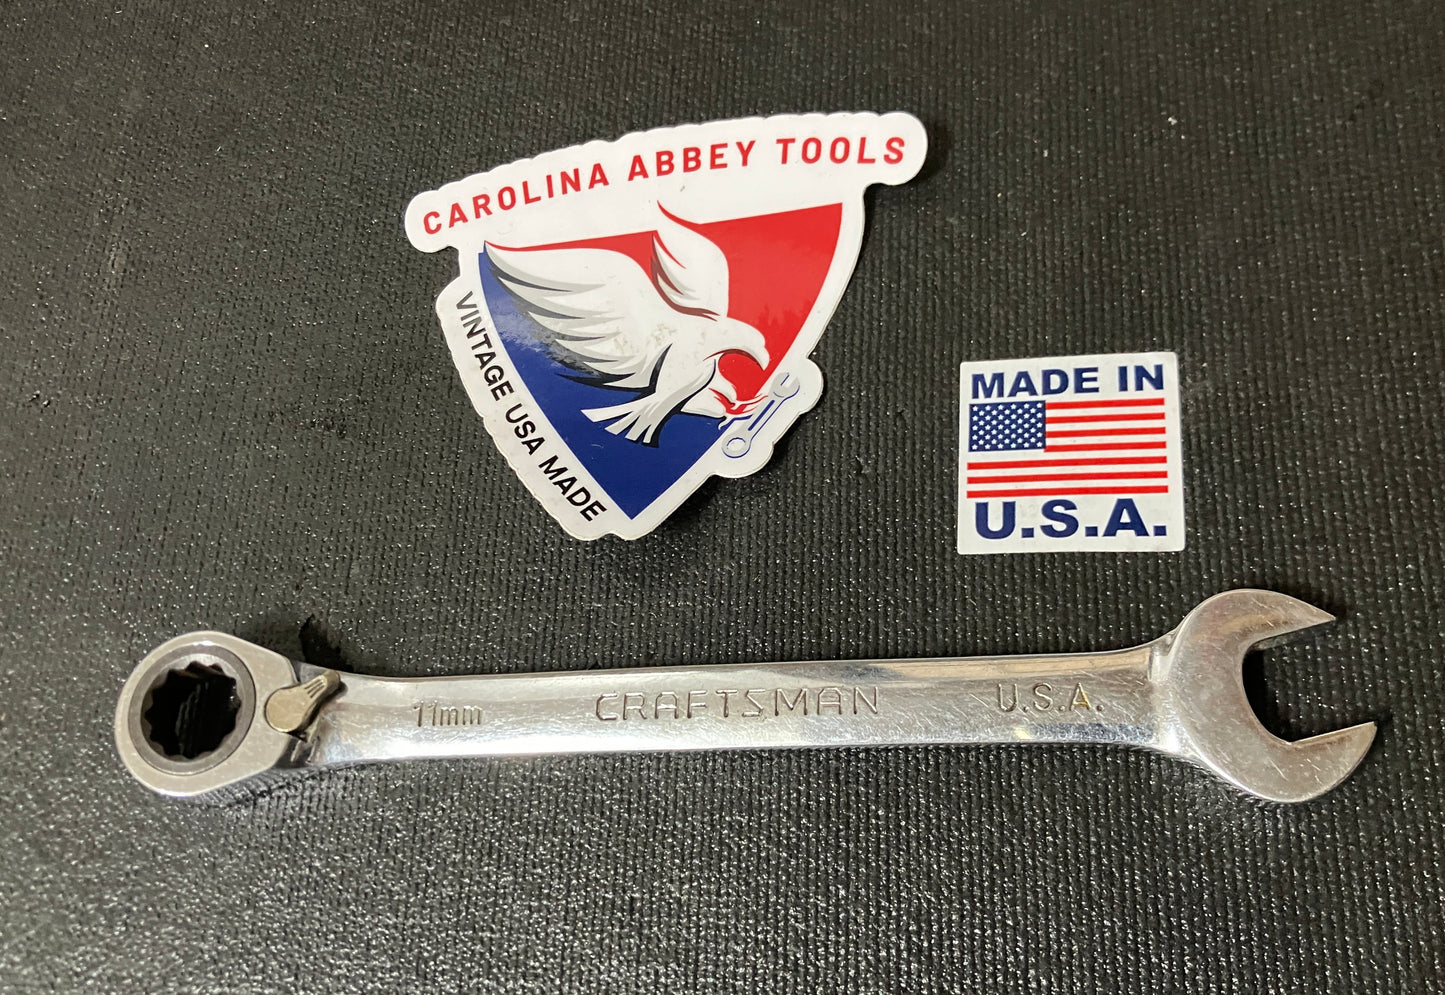 CAROLINA ABBEY TOOLS
VINTAGE USA MADE
MADE IN
U.S.A.
11mm CRAFTSMAN U.S.A.